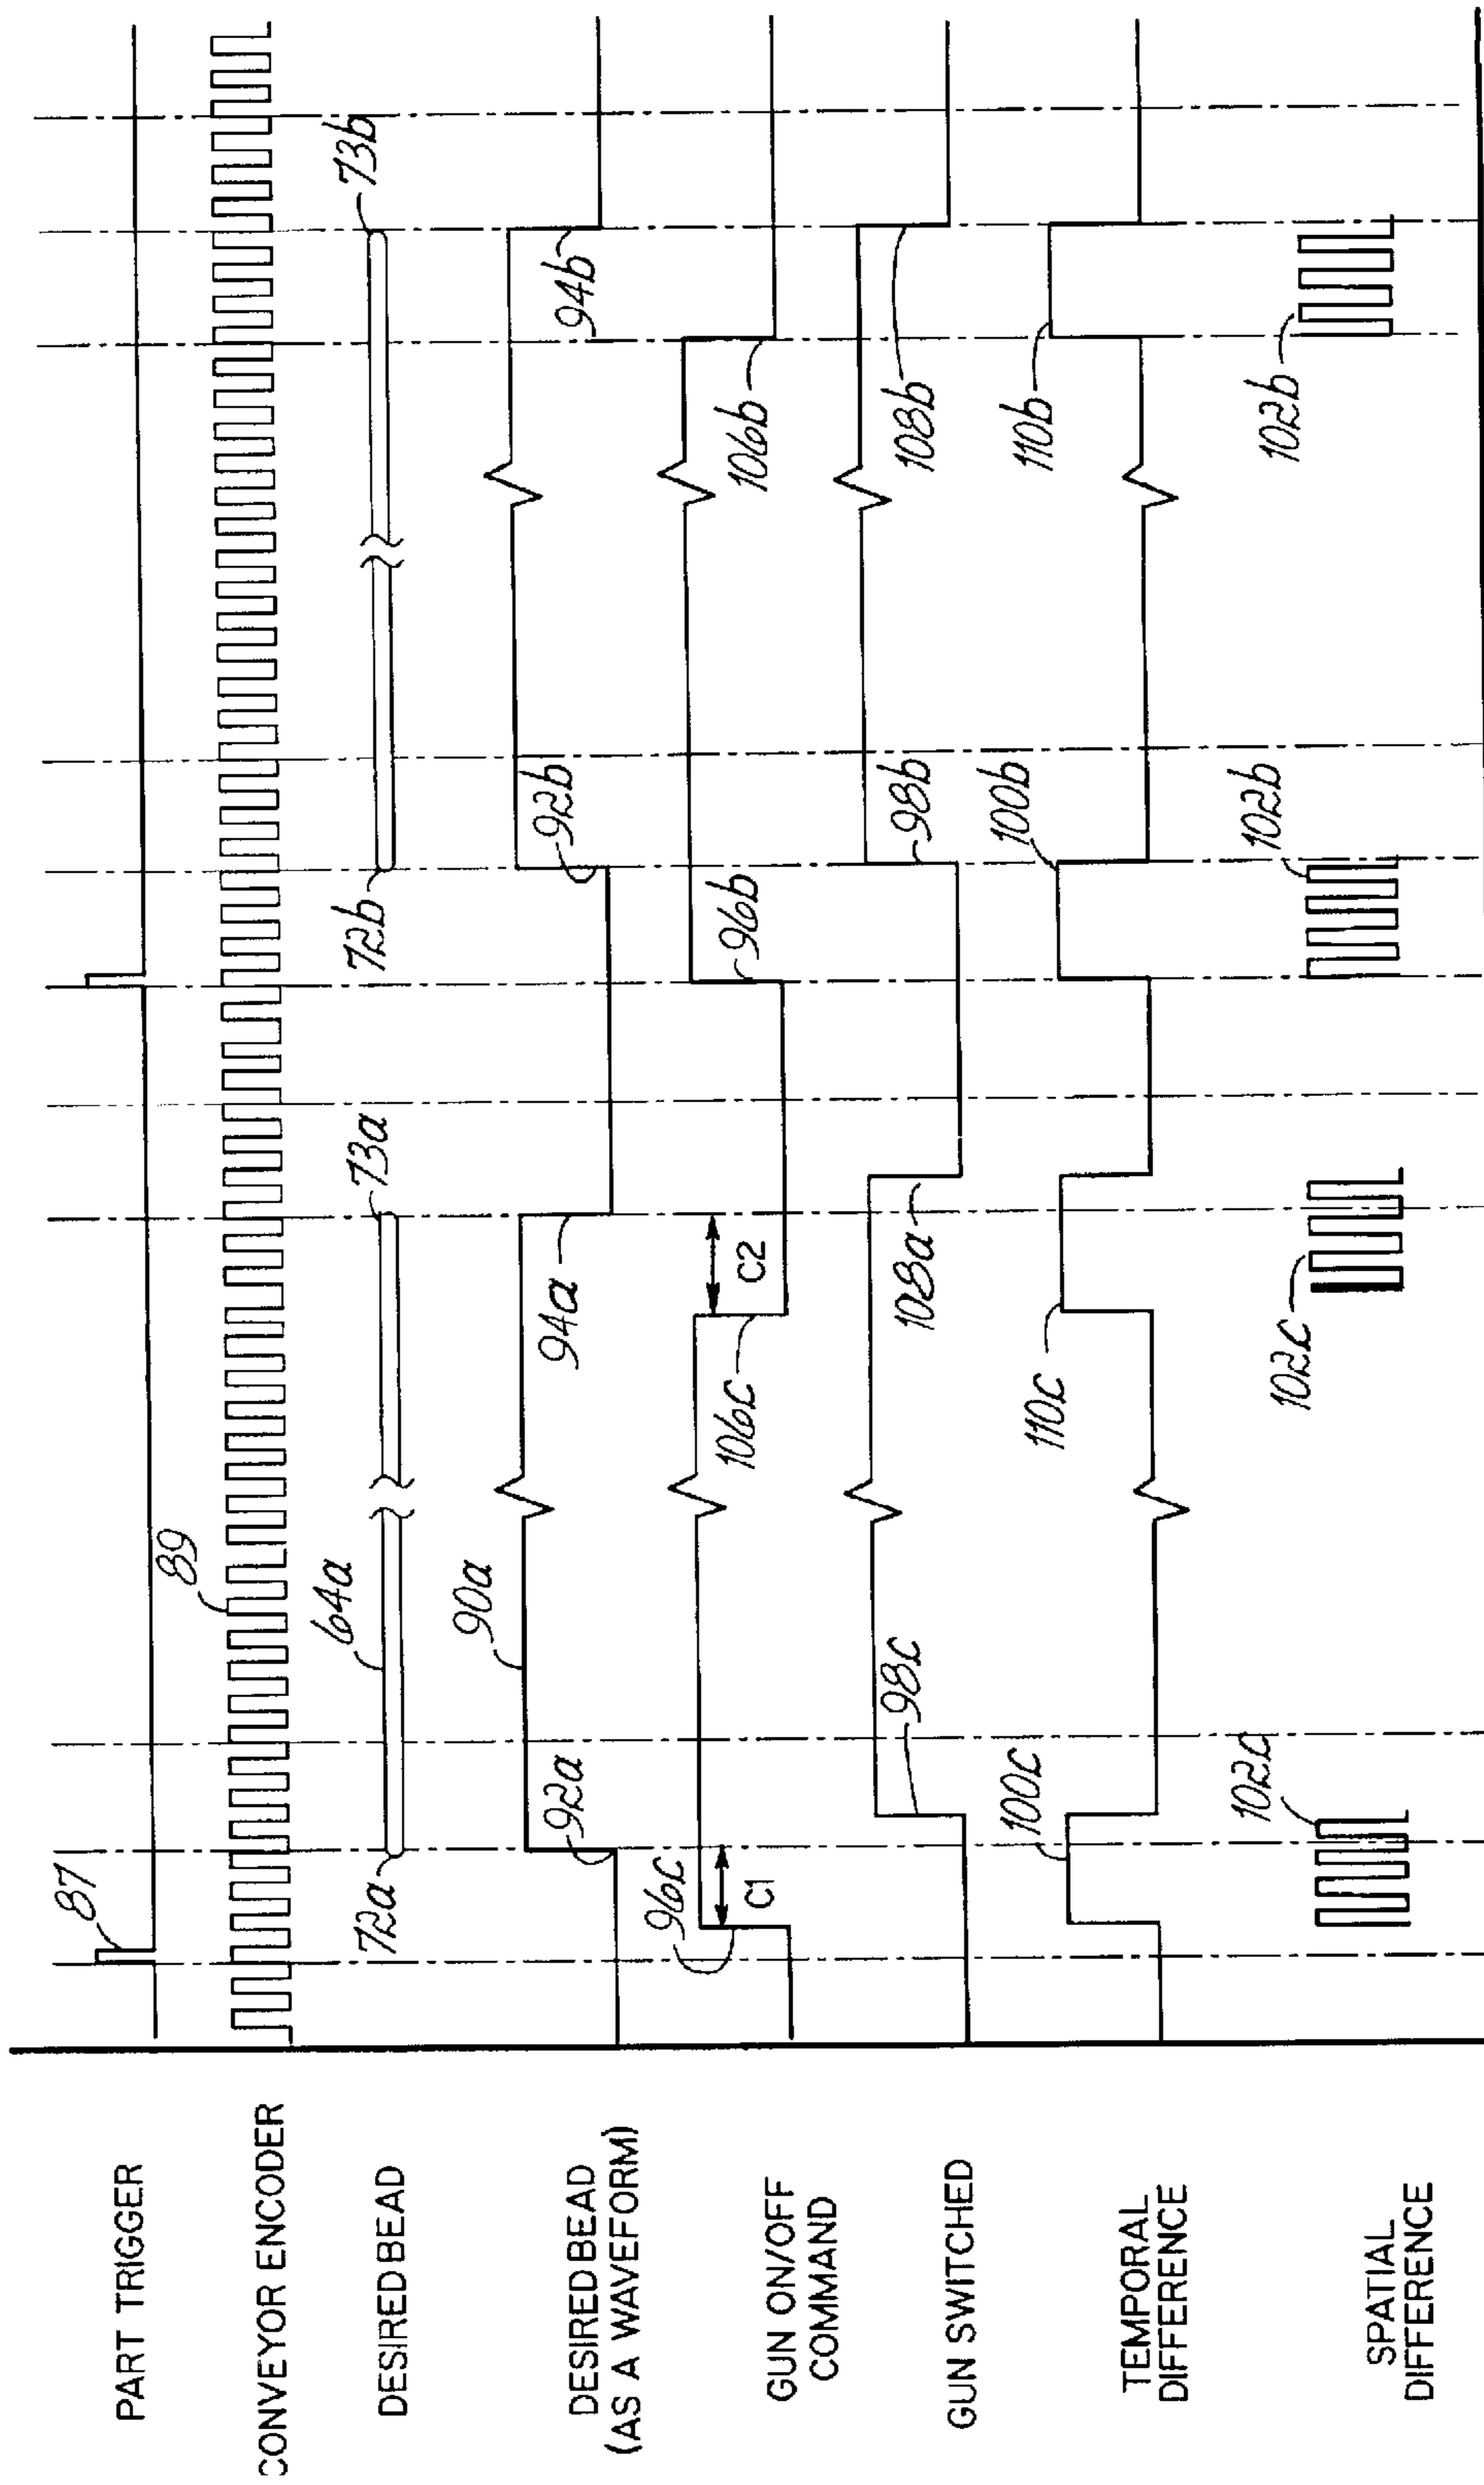 PART TRIGGER
87
CONVEYOR ENCODER
89
DESIRED BEAD
72a
64a
73a
72b
73b
DESIRED BEAD
(AS A WAVEFORM)
92a
90a
94a
92b
94b
GUN ON/OFF
COMMAND
96c
C1
106c
C2
96b
106b
GUN SWITCHED
98c
108a
98b
108b
TEMPORAL
DIFFERENCE
100c
110c
100b
110b
SPATIAL
DIFFERENCE
102c
102c
102b
102b